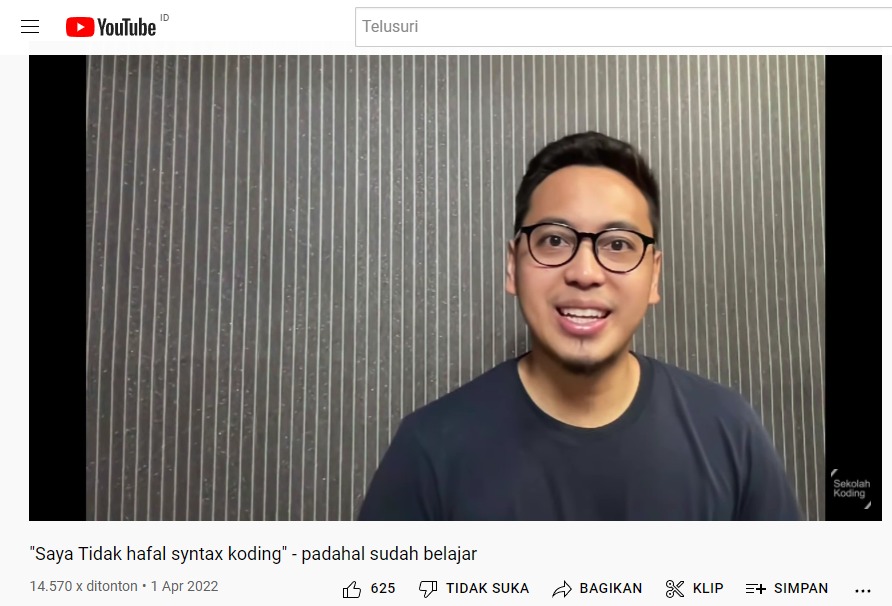 YouTube ID
Telusuri
Sekolah
Koding
"Saya Tidak hafal syntax koding" - padahal sudah belajar
14.570 x ditonton • 1 Apr 2022
625 TIDAK SUKA BAGIKAN KLIP SIMPAN ...